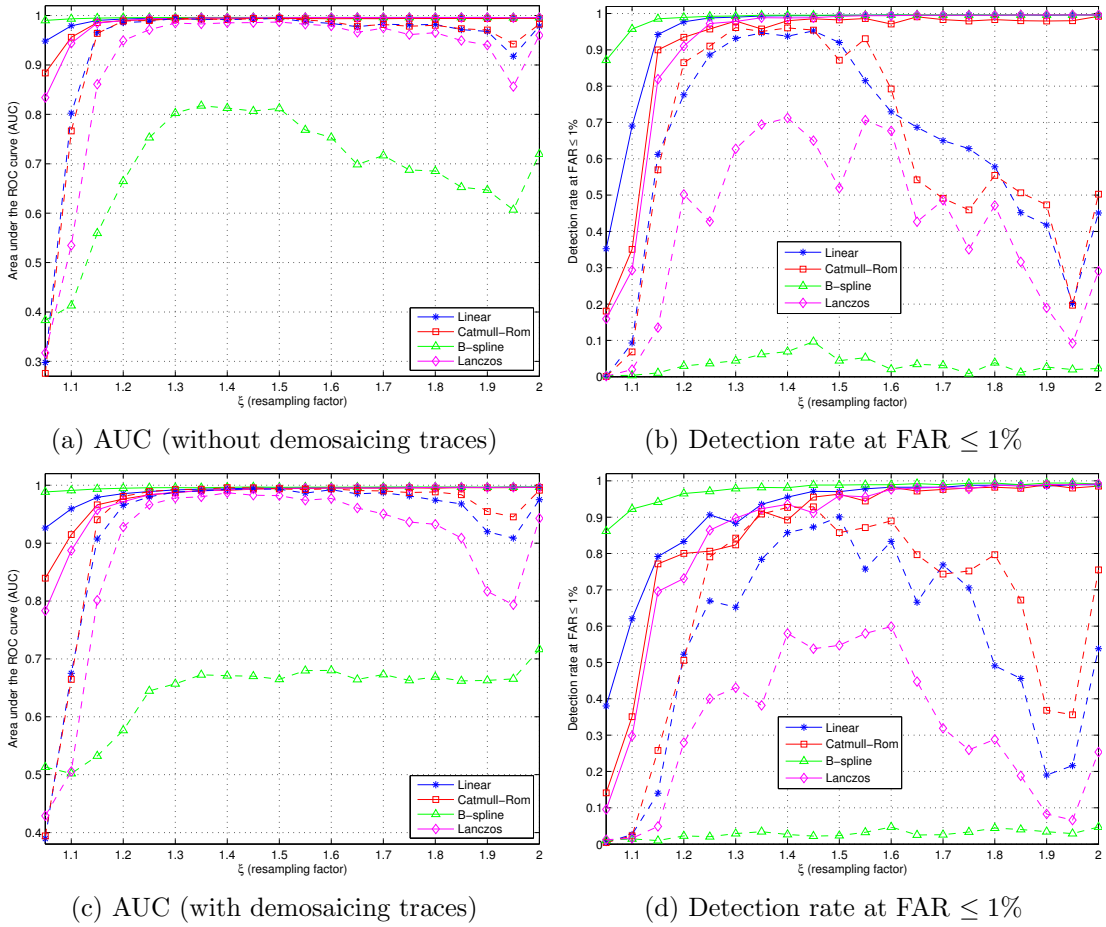 1
0.9
0.8
0.7
0.6
0.5
0.4
0.3
Area under the ROC curve (AUC)
1.1 1.2 1.3 1.4 1.5 1.6 1.7 1.8 1.9 2
ξ (resampling factor)
Linear
Catmull−Rom
B−spline
Lanczos
(a) AUC (without demosaicing traces)
1
0.9
0.8
0.7
0.6
0.5
0.4
0.3
0.2
0.1
0
Detection rate at FAR ≤ 1%
1.1 1.2 1.3 1.4 1.5 1.6 1.7 1.8 1.9 2
ξ (resampling factor)
Linear
Catmull−Rom
B−spline
Lanczos
(b) Detection rate at FAR ≤ 1%
1
0.9
0.8
0.7
0.6
0.5
0.4
Area under the ROC curve (AUC)
1.1 1.2 1.3 1.4 1.5 1.6 1.7 1.8 1.9 2
ξ (resampling factor)
Linear
Catmull−Rom
B−spline
Lanczos
(c) AUC (with demosaicing traces)
1
0.9
0.8
0.7
0.6
0.5
0.4
0.3
0.2
0.1
0
Detection rate at FAR ≤ 1%
1.1 1.2 1.3 1.4 1.5 1.6 1.7 1.8 1.9 2
ξ (resampling factor)
Linear
Catmull−Rom
B−spline
Lanczos
(d) Detection rate at FAR ≤ 1%